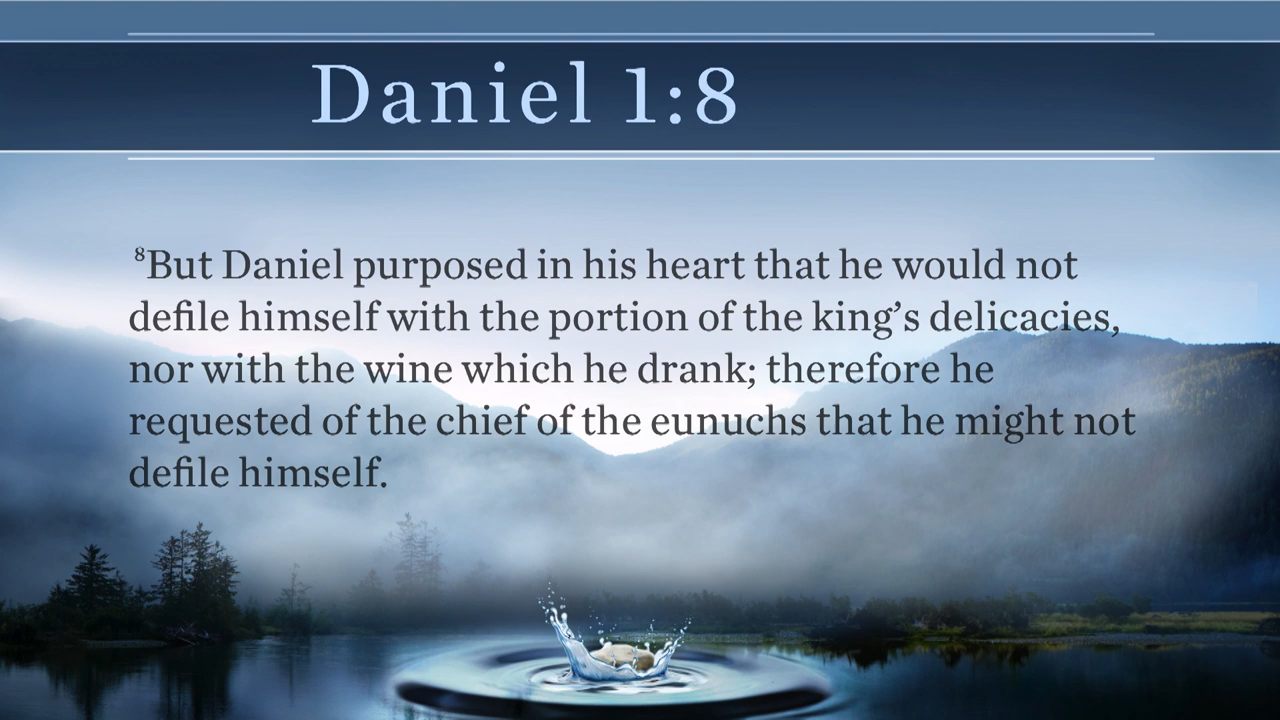 Daniel 1:8
⁸But Daniel purposed in his heart that he would not
defile himself with the portion of the king’s delicacies,
nor with the wine which he drank; therefore he
requested of the chief of the eunuchs that he might not
defile himself.